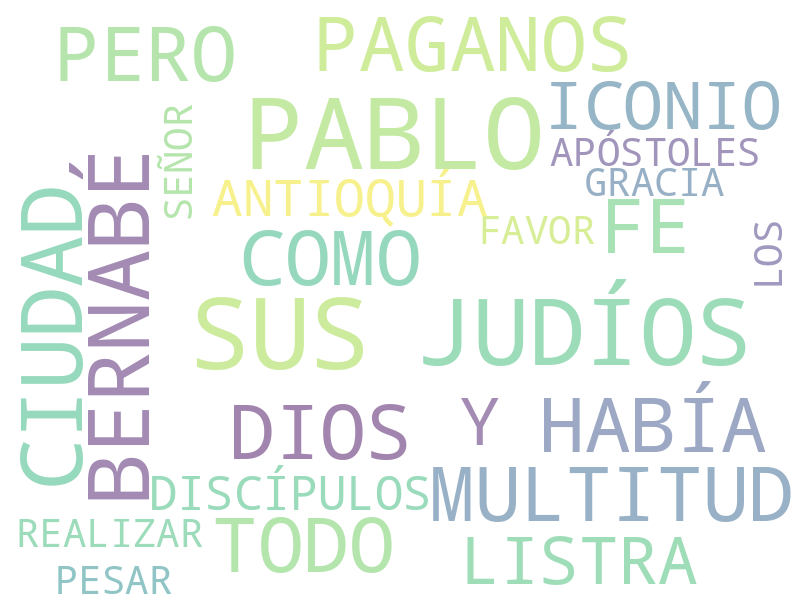 PERO
PAGANOS
ICONIO
PABLO
SEÑOR
APÓSTOLES
GRACIA
ANTIOQUÍA
FAVOR
FE
LOS
CIUDAD
BERNABÉ
COMO
SUS
JUDÍOS
DIOS
Y
HABÍA
DISCÍPULOS
MULTITUD
REALIZAR
TODO
LISTRA
PESAR